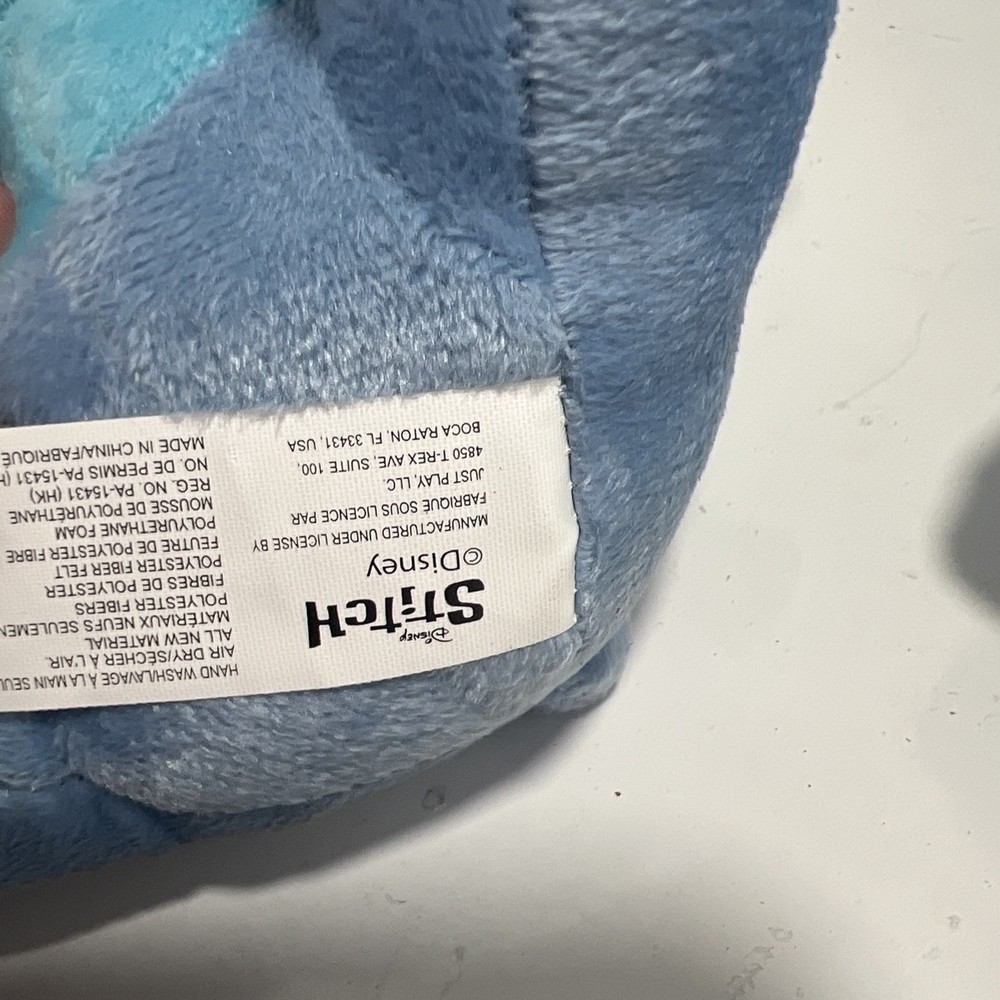 Disney
Stitch
©Disney
MANUFACTURED UNDER LICENSE BY
FABRIQUÉ SOUS LICENCE PAR
JUST PLAY, LLC
4850 T-REX AVE, SUITE 100,
BOCA RATON, FL 33431, USA
HAND WASH/LAVAGE À LA MAIN
AIR DRY/SÉCHER À L'AIR.
ALL NEW MATERIAL
MATÉRIAUX NEUFS
POLYESTER FIBERS
FIBRES DE POLYESTER
POLYESTER FIBER FELT
FEUTRE DE POLYESTER FIBRE
POLYURETHANE FOAM
MOUSSE DE POLYURÉTHANE
REG. NO. PA-15431 (HK)
NO. DE PERMIS PA-15431
MADE IN CHINA/FABRIQUÉ